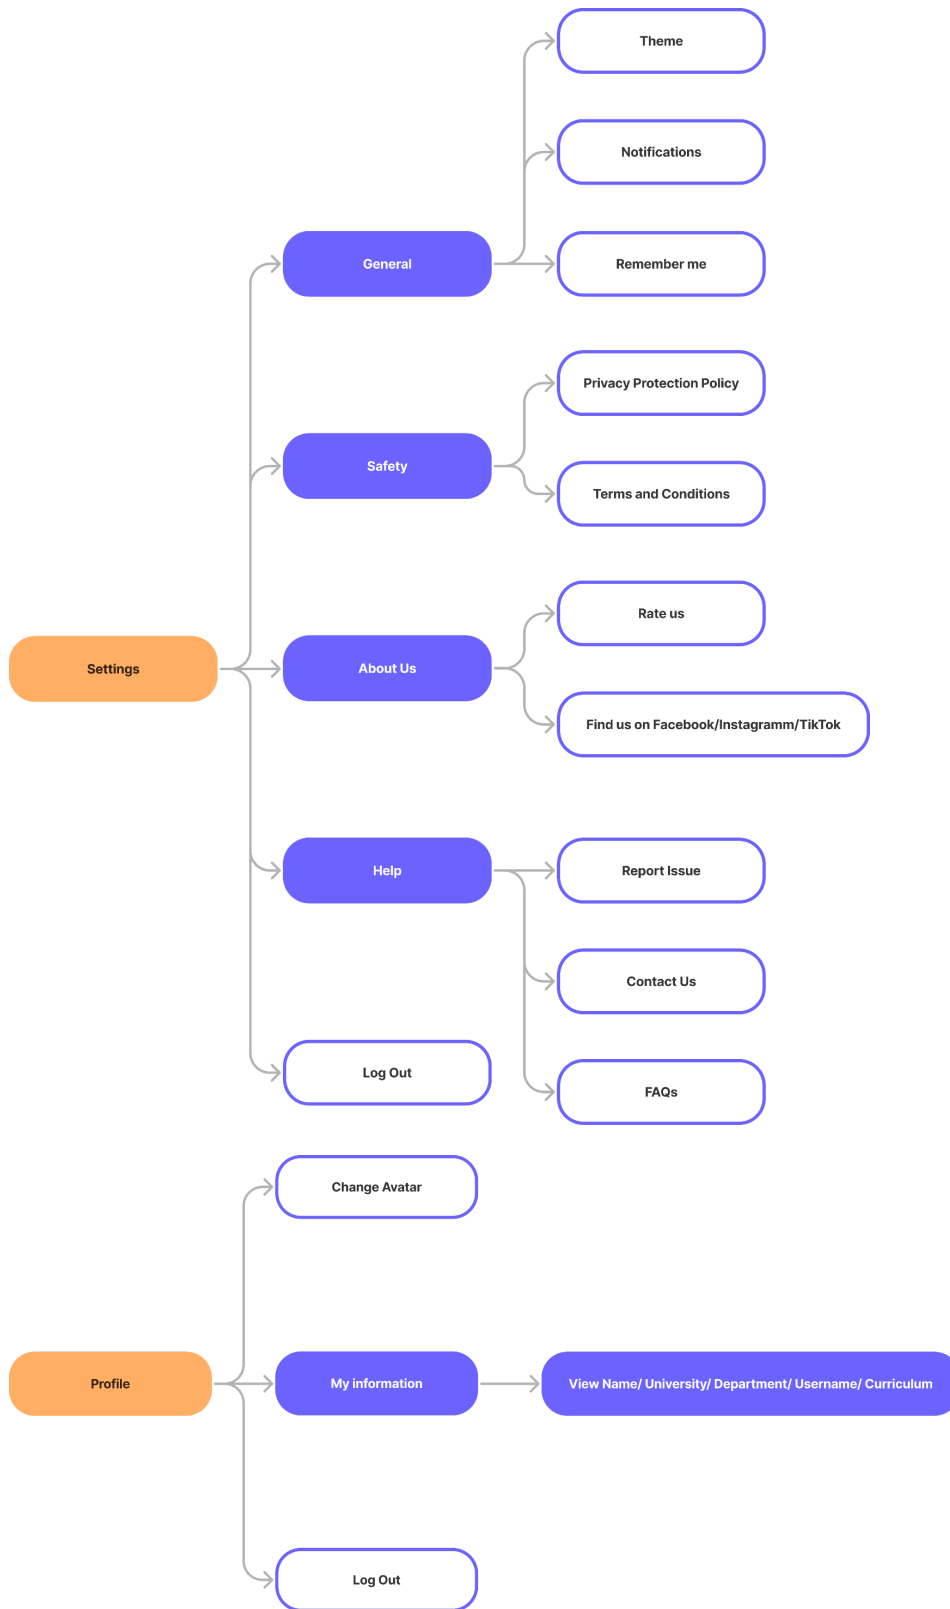 Theme
Notifications
General
Remember me
Privacy Protection Policy
Safety
Terms and Conditions
Rate us
Settings
About Us
Find us on Facebook/Instagramm/TikTok
Help
Report Issue
Contact Us
Log Out
FAQs
Change Avatar
Profile
My information
View Name/ University/ Department/ Username/ Curriculum
Log Out